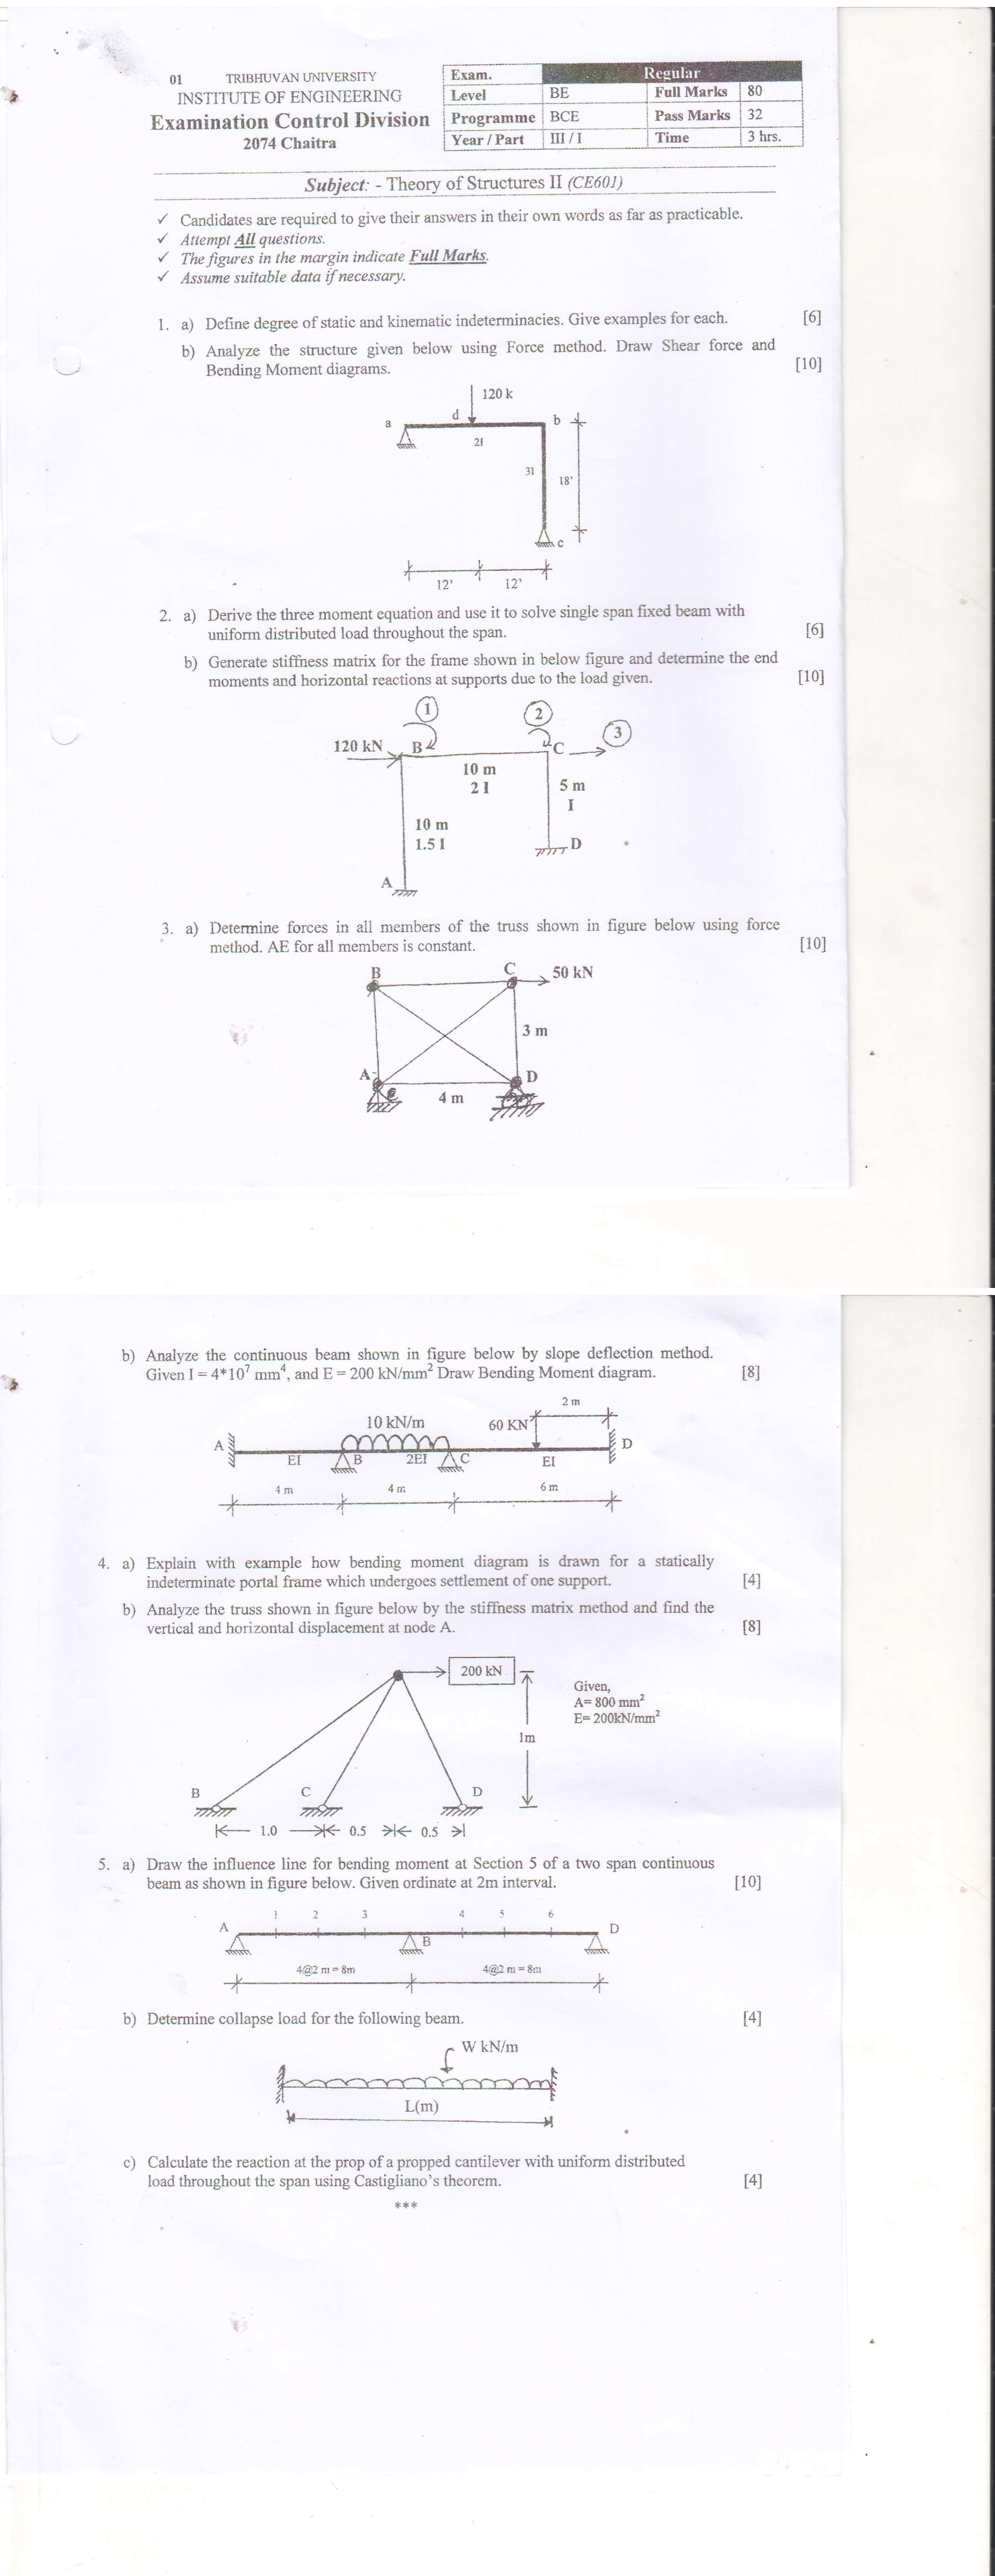 01 TRIBHUVAN UNIVERSITY
INSTITUTE OF ENGINEERING
Examination Control Division
2074 Chaitra
Exam. Regular
Level BE Full Marks 80
Programme BCE Pass Marks 32
Year / Part III / I Time 3 hrs.
Subject: - Theory of Structures II (CE601)
✓ Candidates are required to give their answers in their own words as far as practicable.
✓ Attempt All questions.
✓ The figures in the margin indicate Full Marks.
✓ Assume suitable data if necessary.
1. a) Define degree of static and kinematic indeterminacies. Give examples for each. [6]
b) Analyze the structure given below using Force method. Draw Shear force and
Bending Moment diagrams. [10]
120 k
d
a
b
2I
3I
18'
c
12' 12'
2. a) Derive the three moment equation and use it to solve single span fixed beam with
uniform distributed load throughout the span. [6]
b) Generate stiffness matrix for the frame shown in below figure and determine the end
moments and horizontal reactions at supports due to the load given. [10]
1 2 3
120 kN B C
10 m
2 I
5 m
I
10 m
1.5 I
D
A
3. a) Determine forces in all members of the truss shown in figure below using force
method. AE for all members is constant. [10]
B C 50 kN
3 m
A D
4 m
b) Analyze the continuous beam shown in figure below by slope deflection method.
Given I = 4*10⁷ mm⁴, and E = 200 kN/mm² Draw Bending Moment diagram. [8]
2 m
10 kN/m 60 KN
A D
EI B 2EI C EI
4 m 4 m 6 m
4. a) Explain with example how bending moment diagram is drawn for a statically
indeterminate portal frame which undergoes settlement of one support. [4]
b) Analyze the truss shown in figure below by the stiffness matrix method and find the
vertical and horizontal displacement at node A. [8]
200 kN
Given,
A= 800 mm²
E= 200kN/mm²
1m
B C D
1.0 0.5 0.5
5. a) Draw the influence line for bending moment at Section 5 of a two span continuous
beam as shown in figure below. Given ordinate at 2m interval. [10]
1 2 3 4 5 6
A B D
4@2 m = 8m 4@2 m = 8m
b) Determine collapse load for the following beam. [4]
W kN/m
L(m)
c) Calculate the reaction at the prop of a propped cantilever with uniform distributed
load throughout the span using Castigliano's theorem. [4]
***